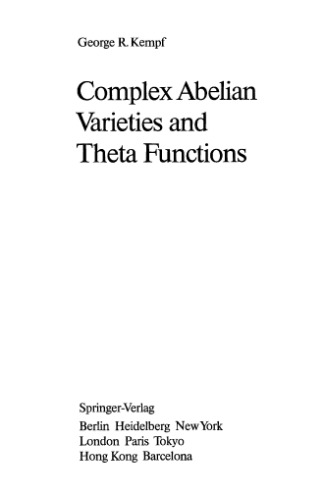 George R. Kempf
Complex Abelian
Varieties and
Theta Functions
Springer-Verlag
Berlin Heidelberg New York
London Paris Tokyo
Hong Kong Barcelona